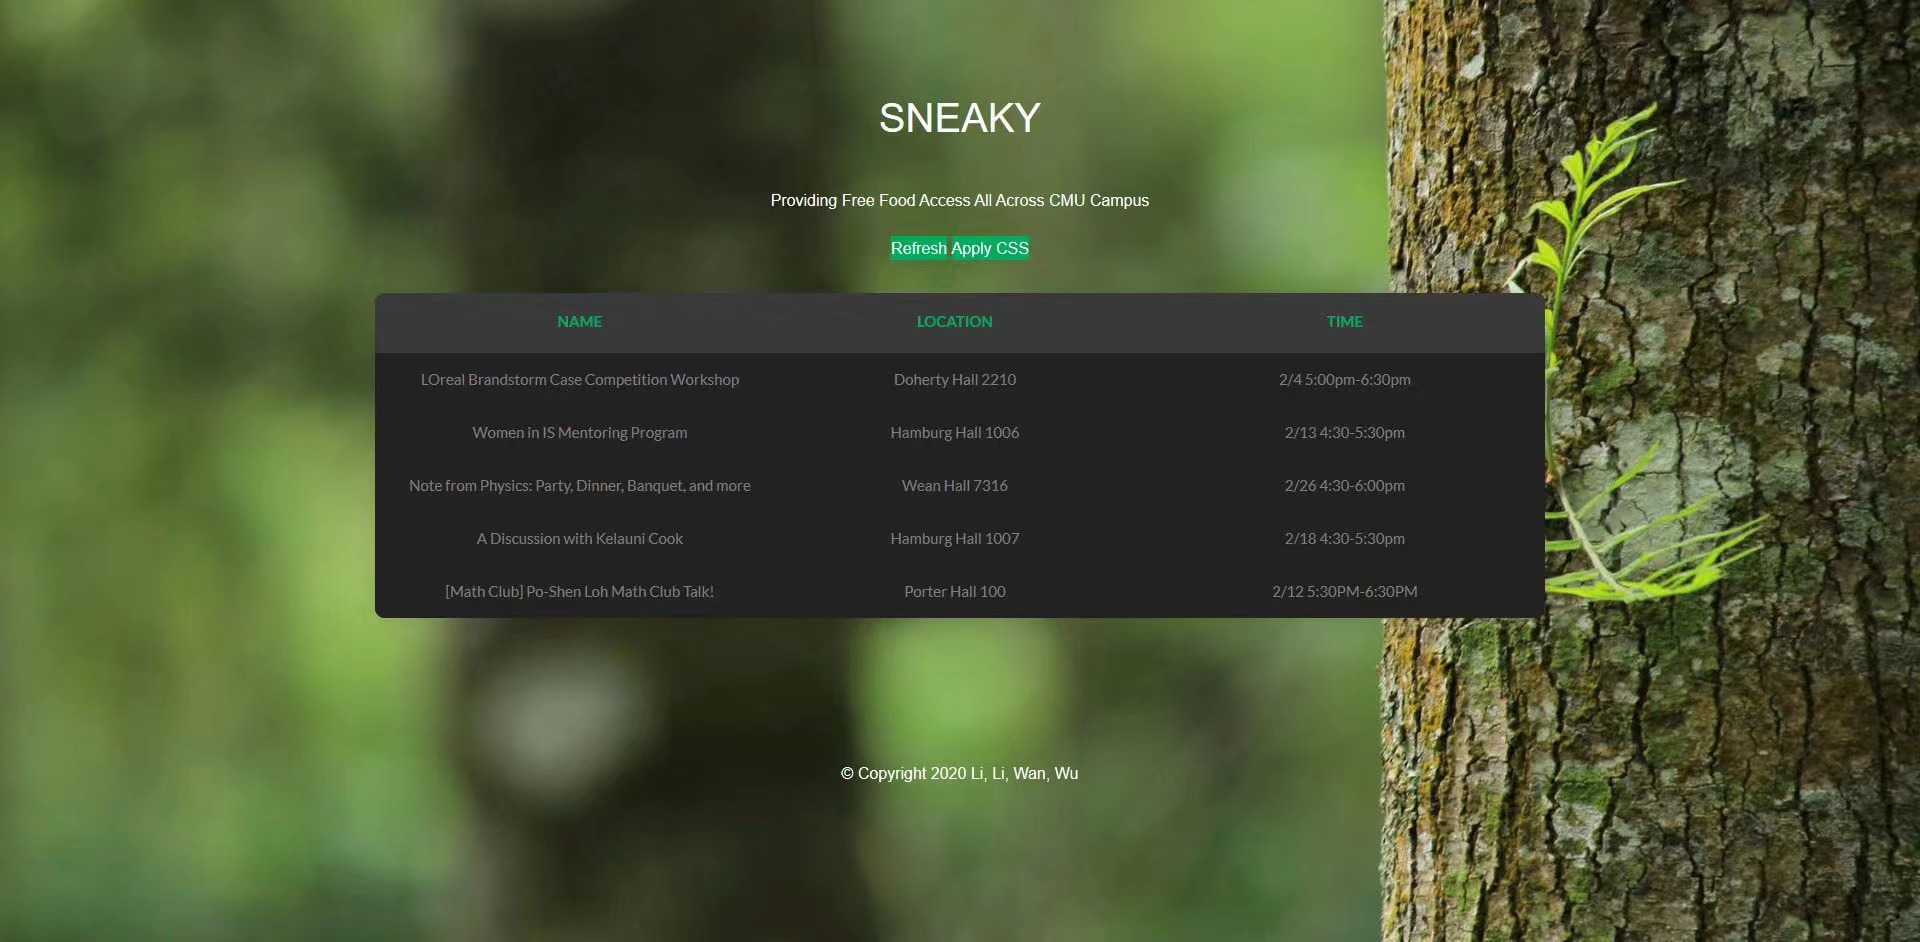 SNEAKY
Providing Free Food Access All Across CMU Campus
Refresh Apply CSS
NAME LOCATION TIME
LOreal Brandstorm Case Competition Workshop Doherty Hall 2210 2/4 5:00pm-6:30pm
Women in IS Mentoring Program Hamburg Hall 1006 2/13 4:30-5:30pm
Note from Physics: Party, Dinner, Banquet, and more Wean Hall 7316 2/26 4:30-6:00pm
A Discussion with Kelauni Cook Hamburg Hall 1007 2/18 4:30-5:30pm
[Math Club] Po-Shen Loh Math Club Talk! Porter Hall 100 2/12 5:30PM-6:30PM
© Copyright 2020 Li, Li, Wan, Wu